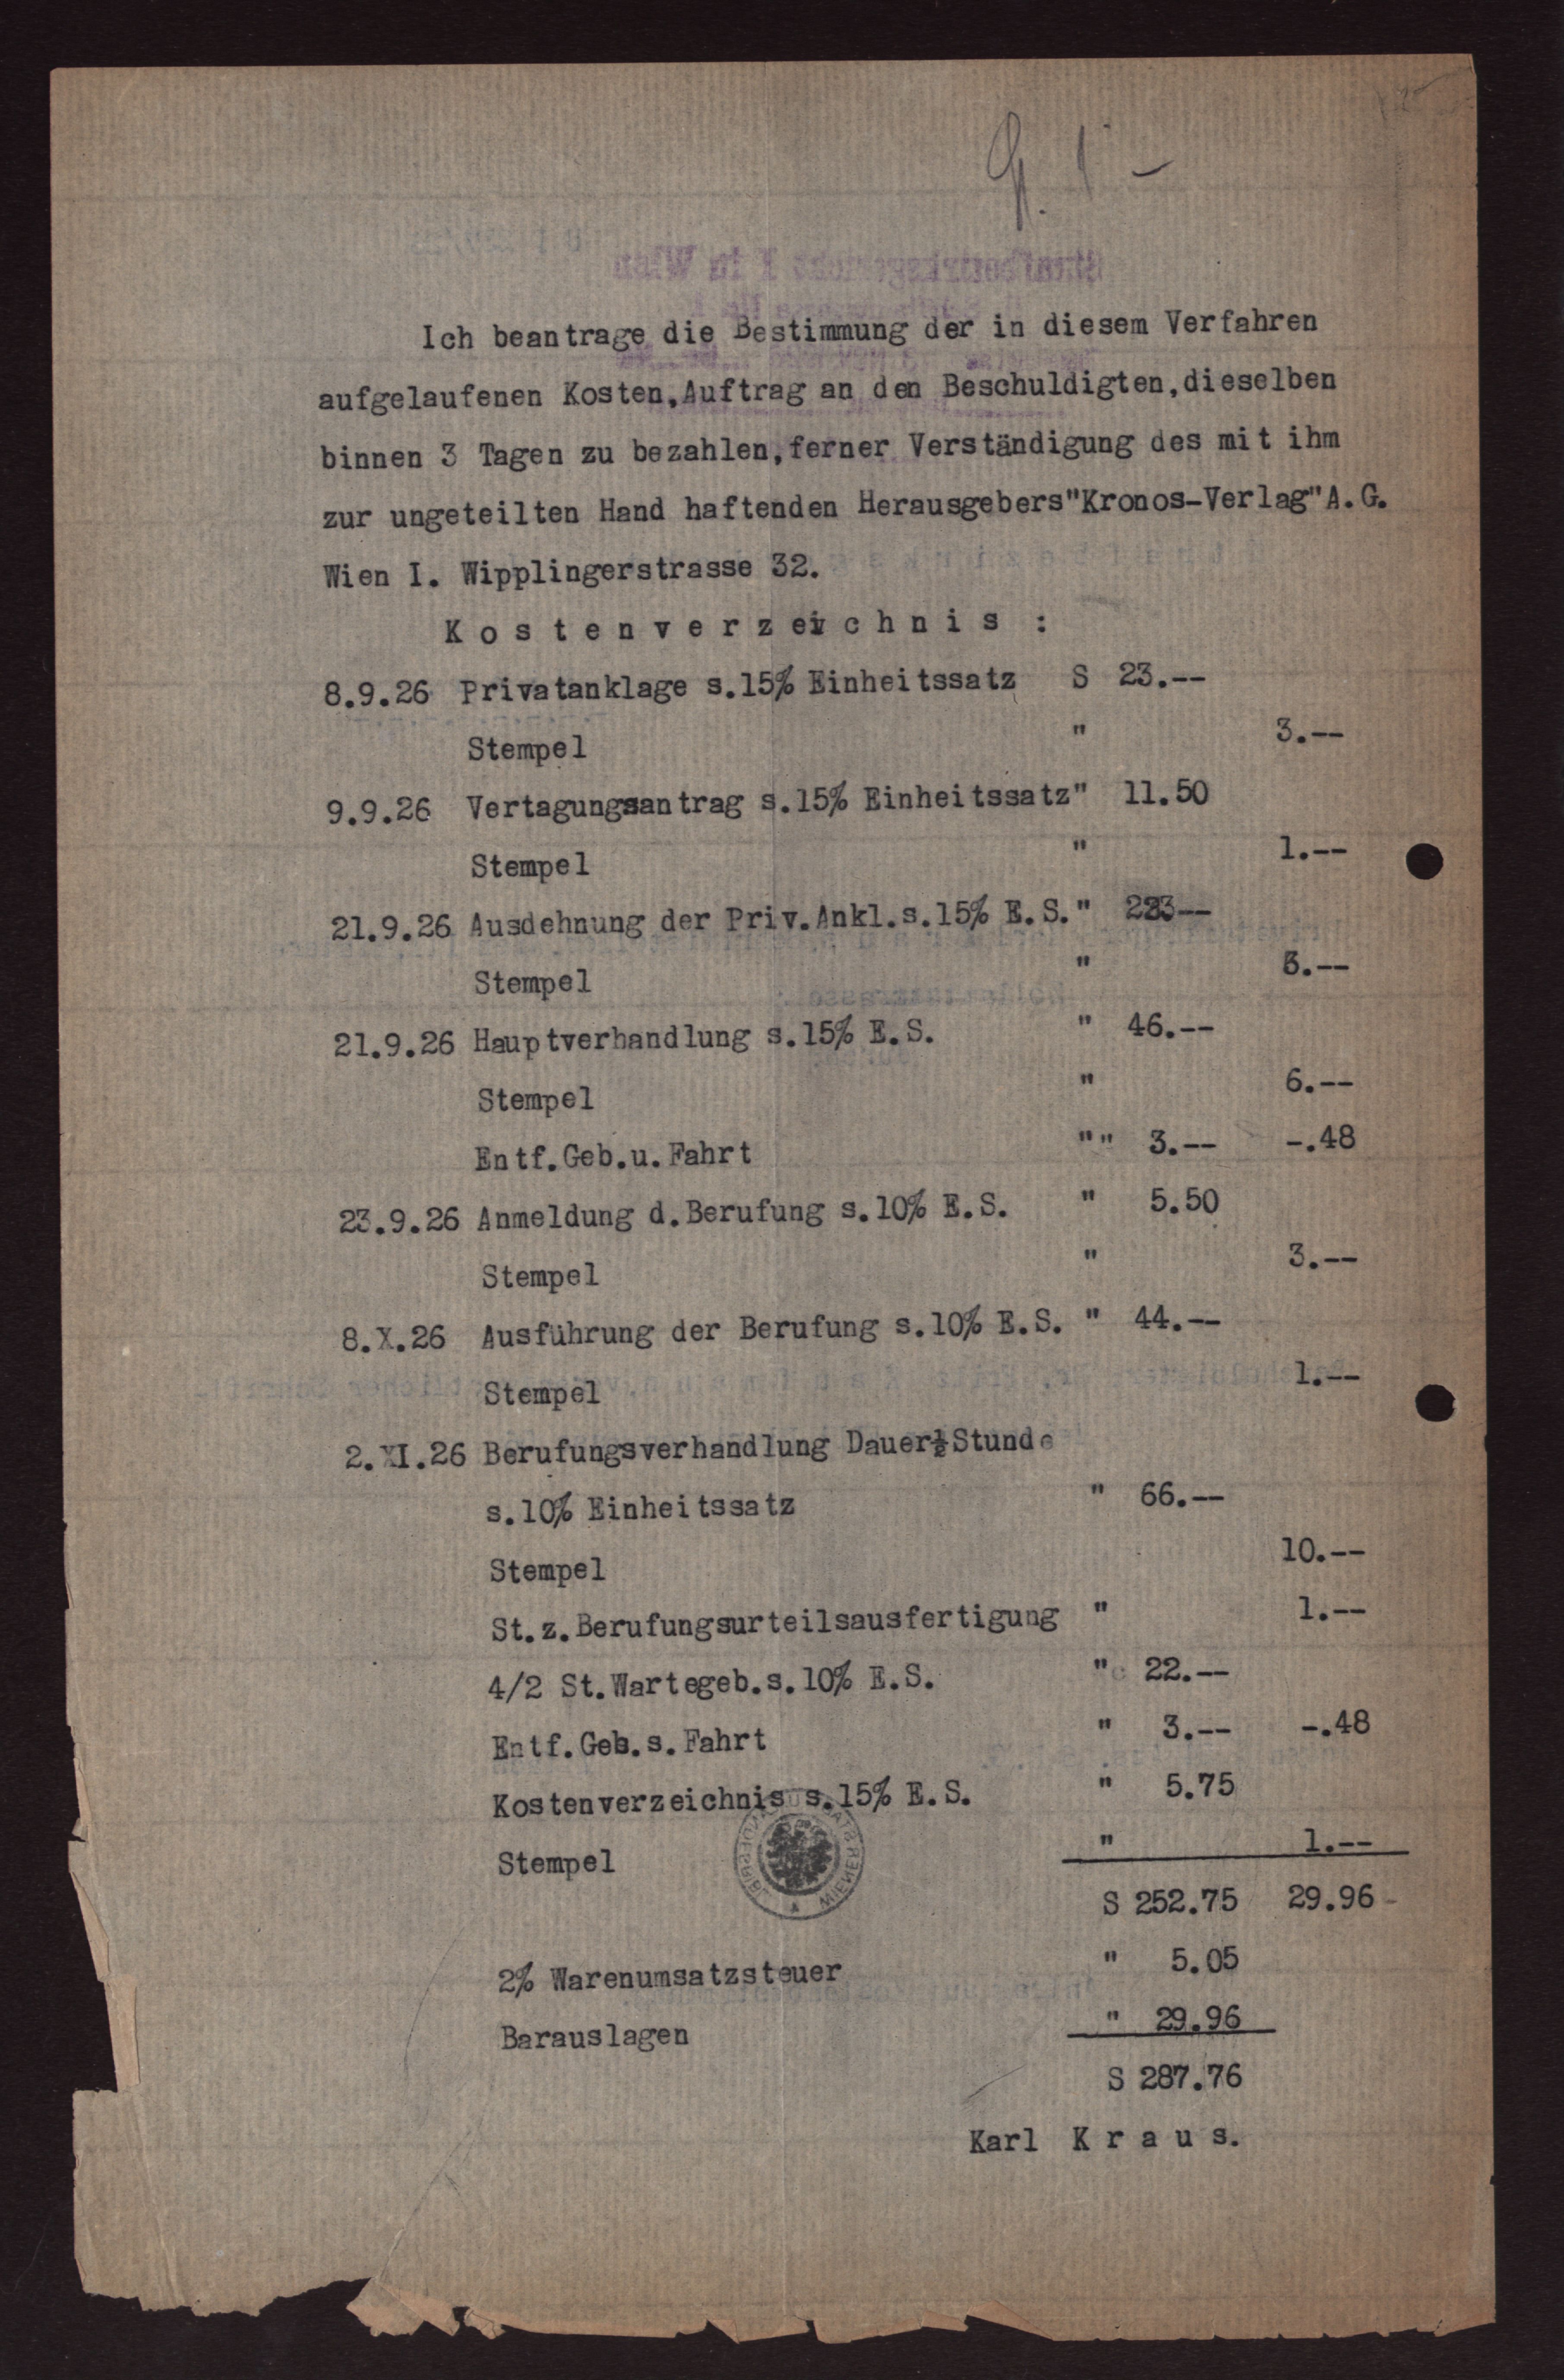 Ich beantrage die Bestimmung der in diesem Verfahren
aufgelaufenen Kosten, Auftrag an den Beschuldigten, dieselben
binnen 3 Tagen zu bezahlen, ferner Verständigung des mit ihm
zur ungeteilten Hand haftenden Herausgebers "Kronos-Verlag" A.G.
Wien I. Wipplingerstrasse 32.
Kostenverzeichnis :
8.9.26 Privatanklage s.15% Einheitssatz S 23.--
Stempel " 3.--
9.9.26 Vertagungsantrag s.15% Einheitssatz " 11.50
Stempel " 1.--
21.9.26 Ausdehnung der Priv.Ankl.s.15% E.S. " 23--
Stempel " 3.--
21.9.26 Hauptverhandlung s.15% E.S. " 46.--
Stempel " 6.--
Entf.Geb.u.Fahrt "" 3.-- -.48
23.9.26 Anmeldung d.Berufung s.10% E.S. " 5.50
Stempel " 3.--
8.X.26 Ausführung der Berufung s.10% E.S. " 44.--
Stempel 1.--
2.XI.26 Berufungsverhandlung Dauer ½ Stunde
s.10% Einheitssatz " 66.--
Stempel 10.--
St.z.Berufungsurteilsausfertigung " 1.--
4/2 St.Wartegeb.s.10% E.S. " 22.--
Entf.Geb.s.Fahrt " 3.-- -.48
Kostenverzeichnis s.15% E.S. " 5.75
Stempel " 1.--
S 252.75 29.96
2% Warenumsatzsteuer " 5.05
Barauslagen " 29.96
S 287.76
Karl Kraus.